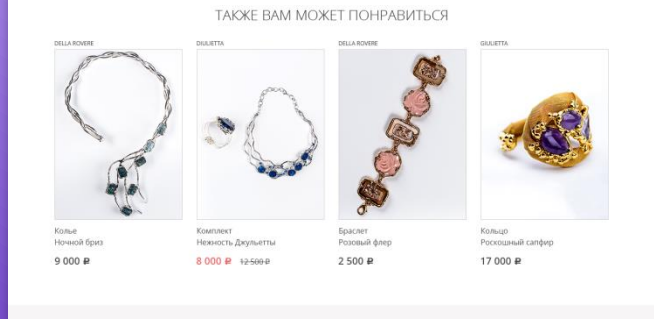 ТАКЖЕ ВАМ МОЖЕТ ПОНРАВИТЬСЯ
DELLA ROVERE
Колье
Ночной бриз
9 000 ₽
DIULIETTA
Комплект
Нежность Джульетты
8 000 ₽ 12 500 ₽
DELLA ROVERE
Браслет
Розовый флер
2 500 ₽
GIULIETTA
Кольцо
Роскошный сапфир
17 000 ₽